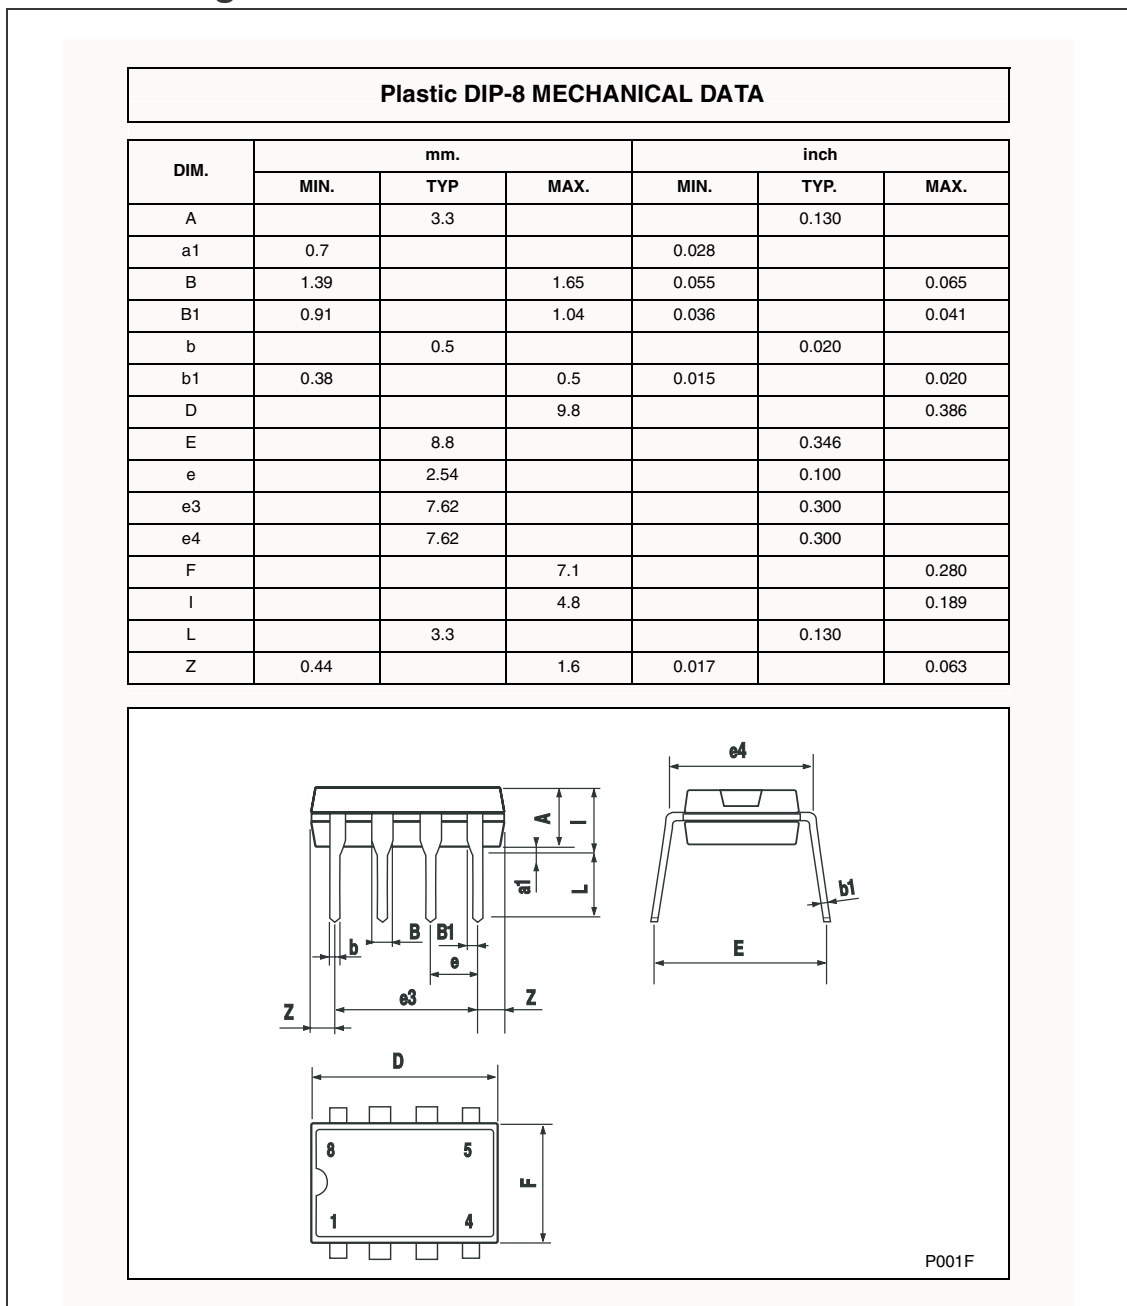 Plastic DIP-8 MECHANICAL DATA
DIM. mm. inch
MIN. TYP MAX. MIN. TYP. MAX.
A 3.3 0.130
a1 0.7 0.028
B 1.39 1.65 0.055 0.065
B1 0.91 1.04 0.036 0.041
b 0.5 0.020
b1 0.38 0.5 0.015 0.020
D 9.8 0.386
E 8.8 0.346
e 2.54 0.100
e3 7.62 0.300
e4 7.62 0.300
F 7.1 0.280
I 4.8 0.189
L 3.3 0.130
Z 0.44 1.6 0.017 0.063
e4
A I
a1 L
b1
b B B1
e
E
Z e3 Z
D
8 5
F
1 4
P001F